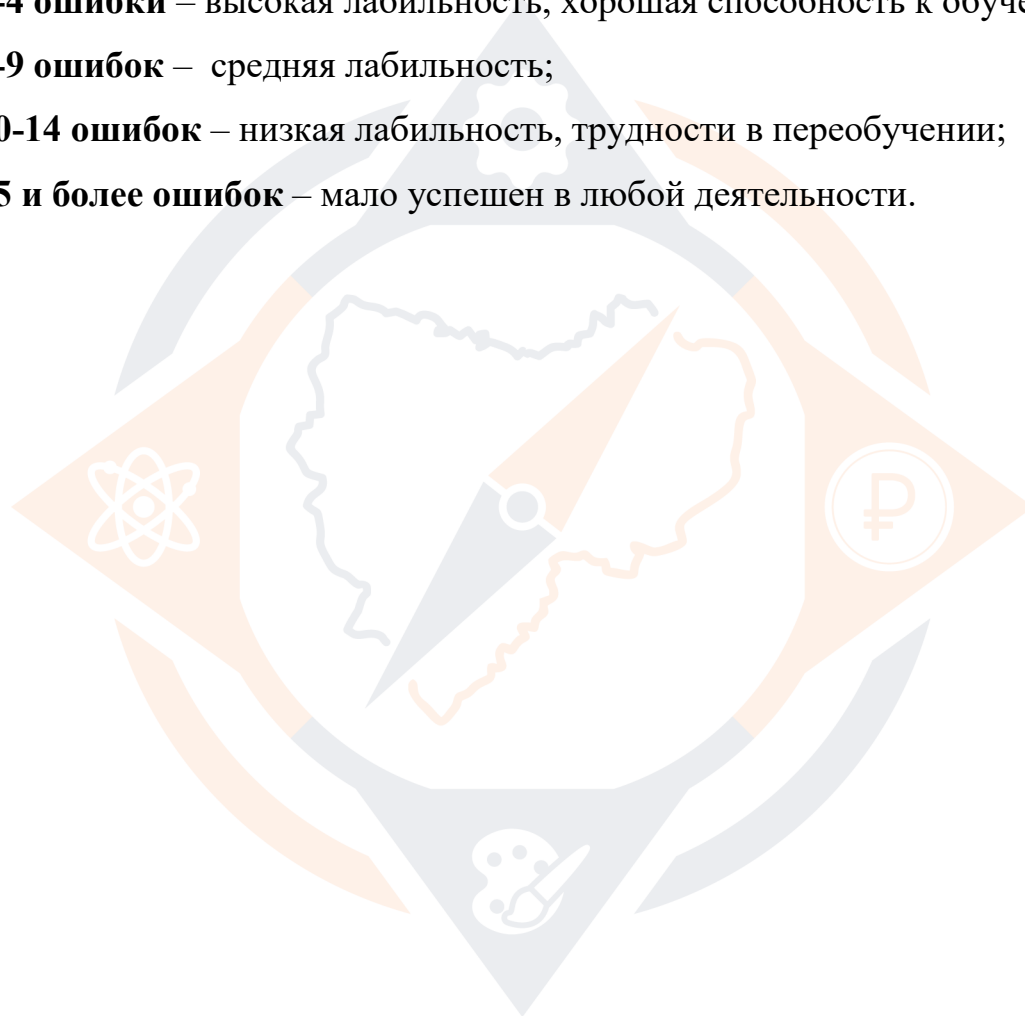 -4 ошибки – высокая лабильность, хорошая способность к обуче
-9 ошибок – средняя лабильность;
0-14 ошибок – низкая лабильность, трудности в переобучении;
5 и более ошибок – мало успешен в любой деятельности.